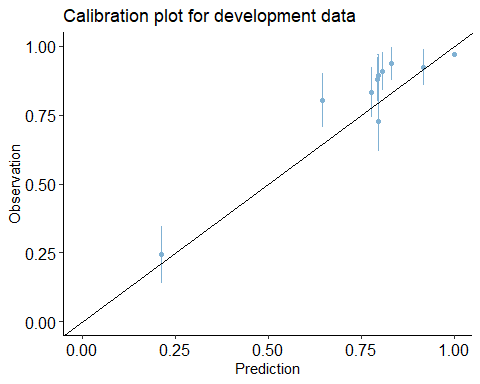 Calibration plot for development data
1.00
0.75
0.50
0.25
0.00
Observation
0.00 0.25 0.50 0.75 1.00
Prediction